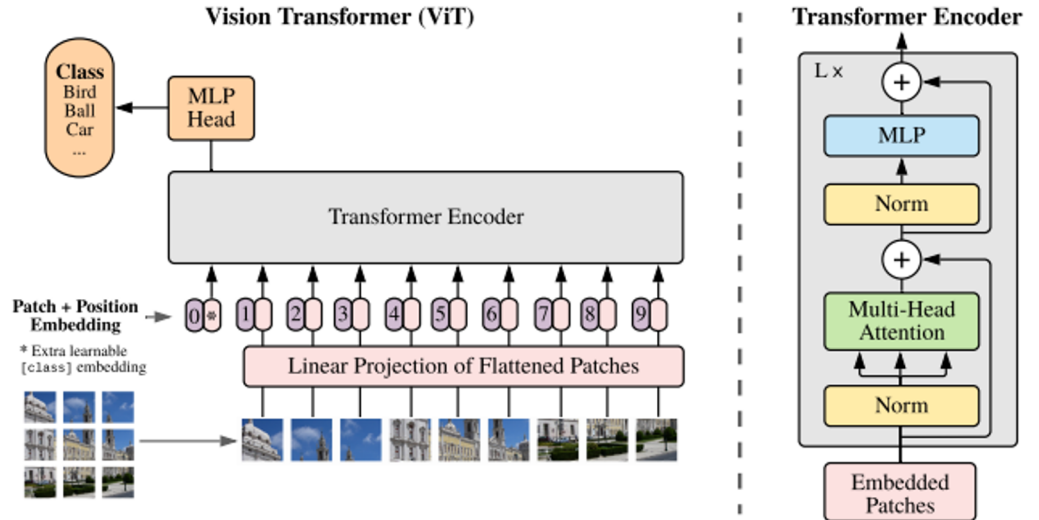 Vision Transformer (ViT)
Class
Bird
Ball
Car
...
MLP
Head
Transformer Encoder
Patch + Position
Embedding
0 * 1 2 3 4 5 6 7 8 9
* Extra learnable
[class] embedding
Linear Projection of Flattened Patches
Transformer Encoder
L ×
+
MLP
Norm
+
Multi-Head
Attention
Norm
Embedded
Patches